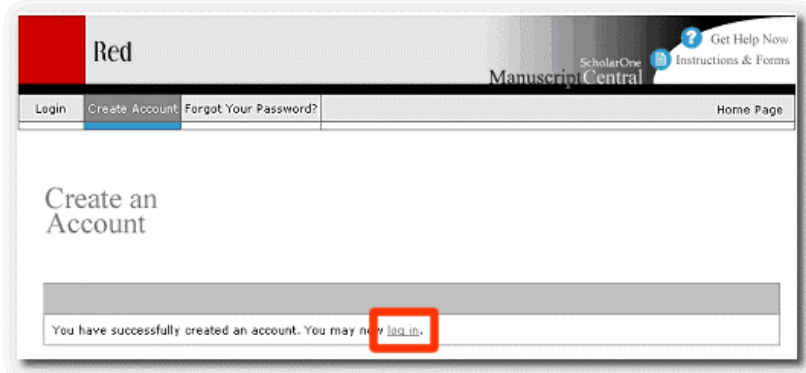 Red
Get Help Now
ScholarOne
Instructions & Forms
Manuscript Central
Login Create Account Forgot Your Password? Home Page
Create an
Account
You have successfully created an account. You may now log in.